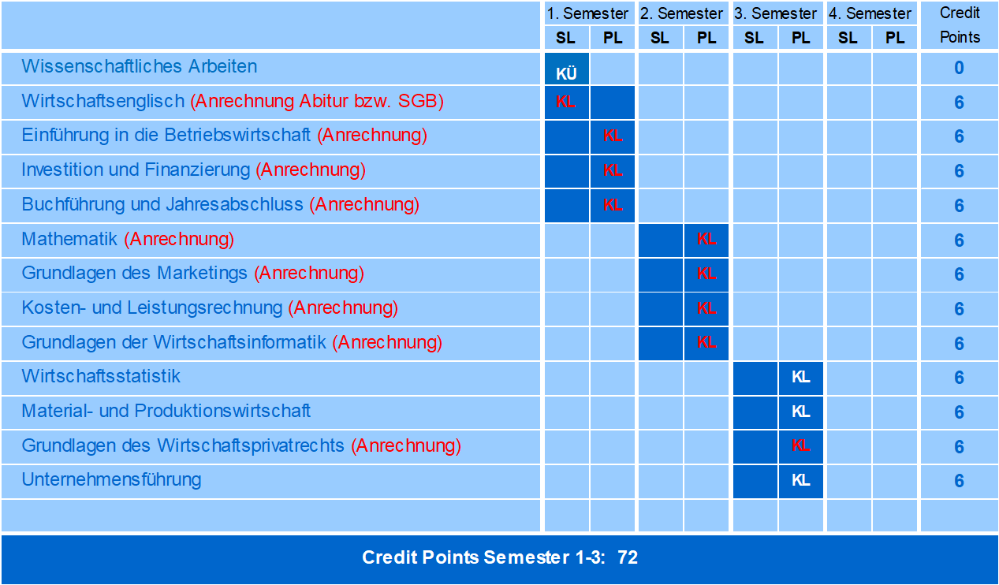 1. Semester 2. Semester 3. Semester 4. Semester Credit
SL PL SL PL SL PL SL PL Points
Wissenschaftliches Arbeiten KÜ 0
Wirtschaftsenglisch (Anrechnung Abitur bzw. SGB) KL 6
Einführung in die Betriebswirtschaft (Anrechnung) KL 6
Investition und Finanzierung (Anrechnung) KL 6
Buchführung und Jahresabschluss (Anrechnung) KL 6
Mathematik (Anrechnung) KL 6
Grundlagen des Marketings (Anrechnung) KL 6
Kosten- und Leistungsrechnung (Anrechnung) KL 6
Grundlagen der Wirtschaftsinformatik (Anrechnung) KL 6
Wirtschaftsstatistik KL 6
Material- und Produktionswirtschaft KL 6
Grundlagen des Wirtschaftsprivatrechts (Anrechnung) KL 6
Unternehmensführung KL 6
Credit Points Semester 1-3: 72